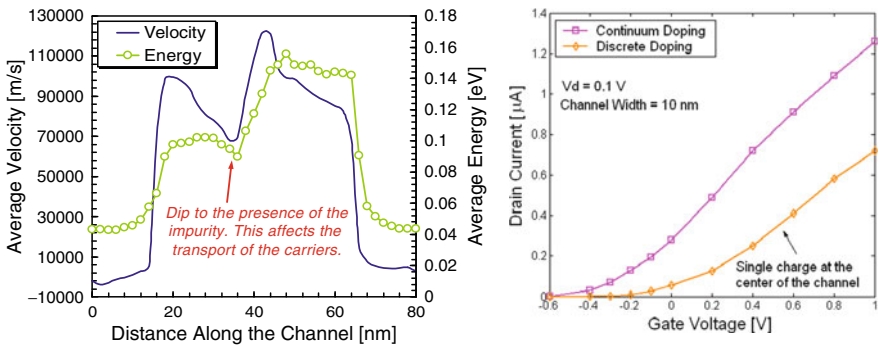 130000
110000
90000
70000
50000
30000
10000
−10000
Average Velocity [m/s]
Velocity
Energy
Dip to the presence of the
impurity. This affects the
transport of the carriers.
0.18
0.16
0.14
0.12
0.1
0.08
0.06
0.04
0.02
0
Average Energy [eV]
0 20 40 60 80
Distance Along the Channel [nm]
1.4
1.2
1
0.8
0.6
0.4
0.2
0
Drain Current [μA]
Continuum Doping
Discrete Doping
Vd = 0.1 V
Channel Width = 10 nm
Single charge at the
center of the channel
-0.6 -0.4 -0.2 0 0.2 0.4 0.6 0.8 1
Gate Voltage [V]